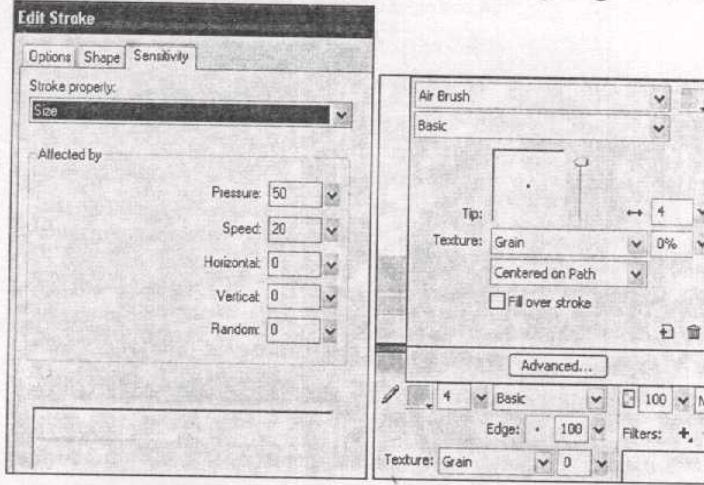 Edit Stroke
Options Shape Sensitivity
Stroke property:
Size
Affected by
Pressure: 50
Speed: 20
Horizontal: 0
Vertical: 0
Random: 0
Air Brush
Basic
Tip: 4
Texture: Grain 0%
Centered on Path
Fill over stroke
Advanced...
4 Basic 100
Edge: 100 Filters:
Texture: Grain 0